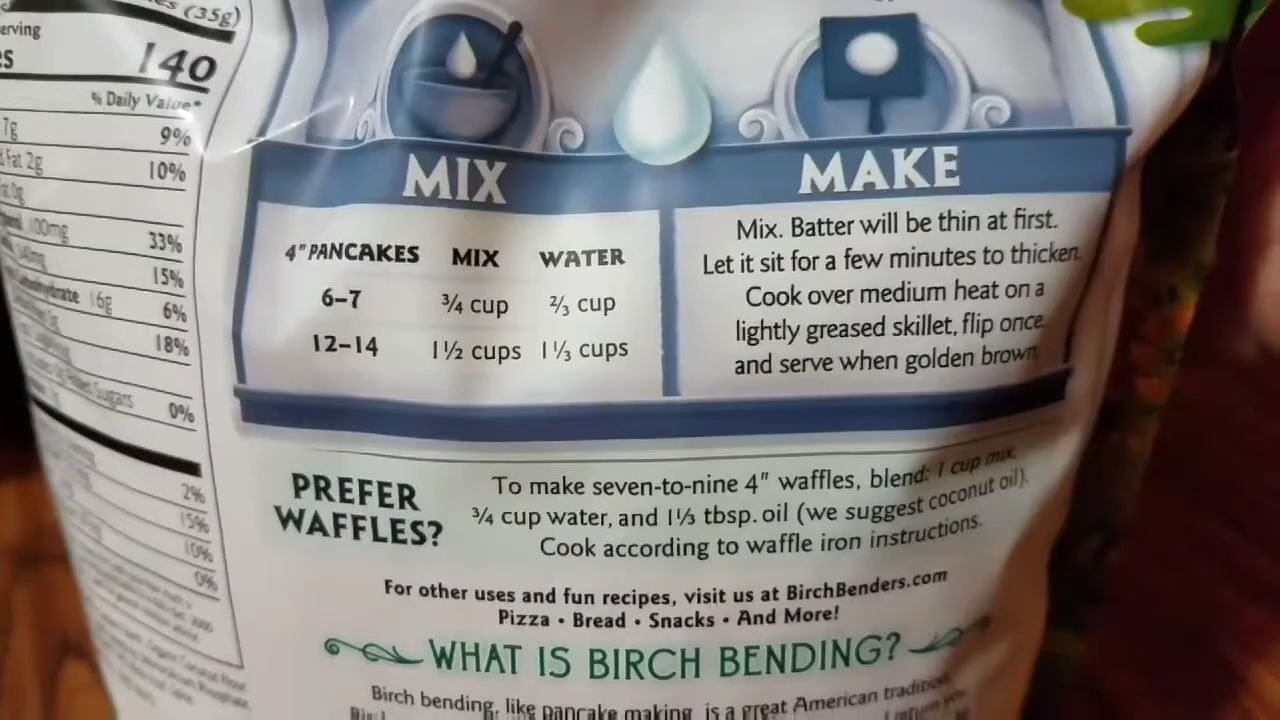 (35g)
erving
140
% Daily Value*
7g 9%
Fat 2g 10%
0g
100mg 33%
340mg 15%
16g 6%
18%
Sugars 0%
2%
15%
10%
0%
MIX
4" PANCAKES MIX WATER
6–7 ¾ cup ⅔ cup
12–14 1½ cups 1⅓ cups
MAKE
Mix. Batter will be thin at first.
Let it sit for a few minutes to thicken
Cook over medium heat on a
lightly greased skillet, flip once
and serve when golden brown
PREFER
WAFFLES?
To make seven-to-nine 4" waffles, blend: 1 cup mix,
¾ cup water, and 1⅓ tbsp. oil (we suggest coconut oil).
Cook according to waffle iron instructions.
For other uses and fun recipes, visit us at BirchBenders.com
Pizza • Bread • Snacks • And More!
WHAT IS BIRCH BENDING?
Birch bending, like pancake making, is a great American tradition